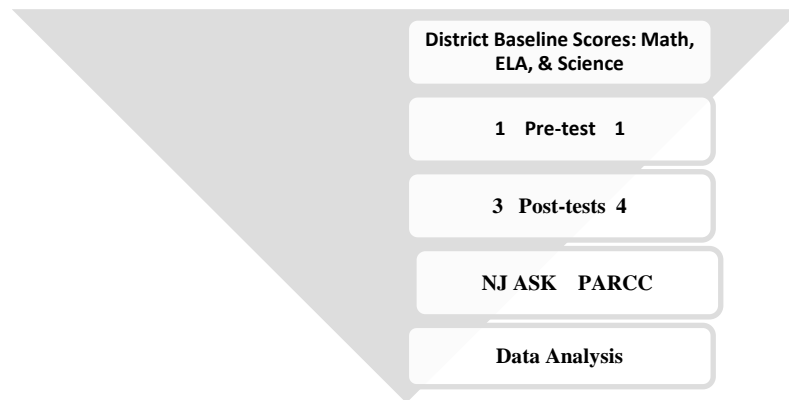 District Baseline Scores: Math,
ELA, & Science
1 Pre-test 1
3 Post-tests 4
NJ ASK PARCC
Data Analysis